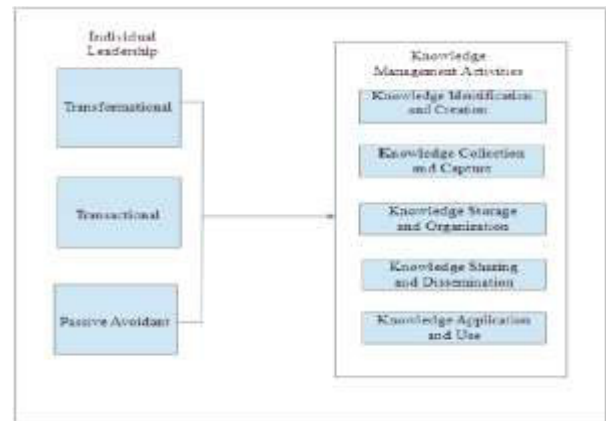 Individual
Leadership
Transformational
Transactional
Passive Avoidant
Knowledge
Management Activities
Knowledge Identification
and Creation
Knowledge Collection
and Capture
Knowledge Storage
and Organization
Knowledge Sharing
and Dissemination
Knowledge Application
and Use